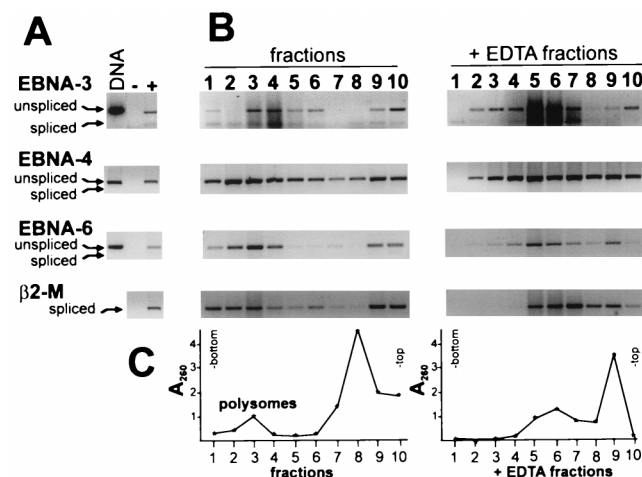 A
B
DNA
- +
fractions
1 2 3 4 5 6 7 8 9 10
+ EDTA fractions
1 2 3 4 5 6 7 8 9 10
EBNA-3
unspliced
spliced
EBNA-4
unspliced
spliced
EBNA-6
unspliced
spliced
β2-M
spliced
C
A260
4
3
2
1
-bottom
polysomes
-top
1 2 3 4 5 6 7 8 9 10
fractions
A260
4
3
2
1
-bottom
-top
1 2 3 4 5 6 7 8 9 10
+ EDTA fractions